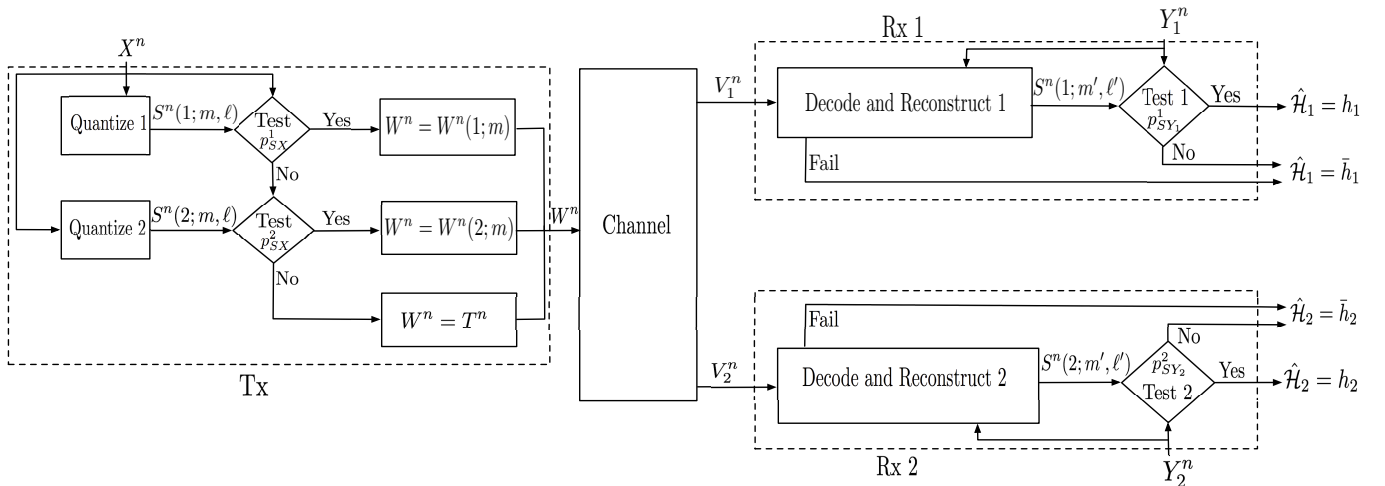 X^n
Quantize 1
S^n(1; m, ℓ)
Test
p^1_{SX}
Yes
W^n = W^n(1; m)
No
Quantize 2
S^n(2; m, ℓ)
Test
p^2_{SX}
Yes
W^n = W^n(2; m)
No
W^n = T^n
Tx
W^n
Channel
V_1^n
V_2^n
Rx 1
Y_1^n
Decode and Reconstruct 1
S^n(1; m′, ℓ′)
Test 1
p^1_{SY_1}
Yes
Ĥ_1 = h_1
No
Fail
Ĥ_1 = h̄_1
Fail
Ĥ_2 = h̄_2
No
Decode and Reconstruct 2
S^n(2; m′, ℓ′)
p^2_{SY_2}
Test 2
Yes
Ĥ_2 = h_2
Rx 2
Y_2^n